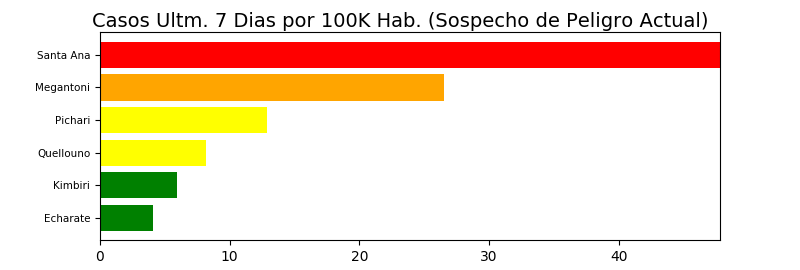 Casos Ultm. 7 Dias por 100K Hab. (Sospecho de Peligro Actual)
Santa Ana
Megantoni
Pichari
Quellouno
Kimbiri
Echarate
0 10 20 30 40